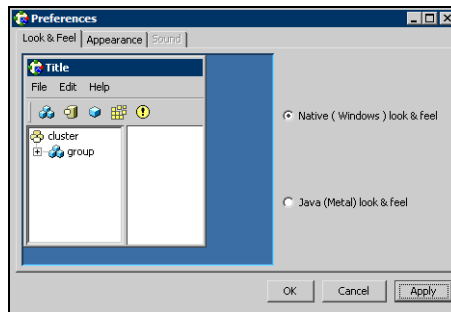 Preferences
Look & Feel Appearance Sound
Title
File Edit Help
cluster
group
Native ( Windows ) look & feel
Java (Metal) look & feel
OK Cancel Apply